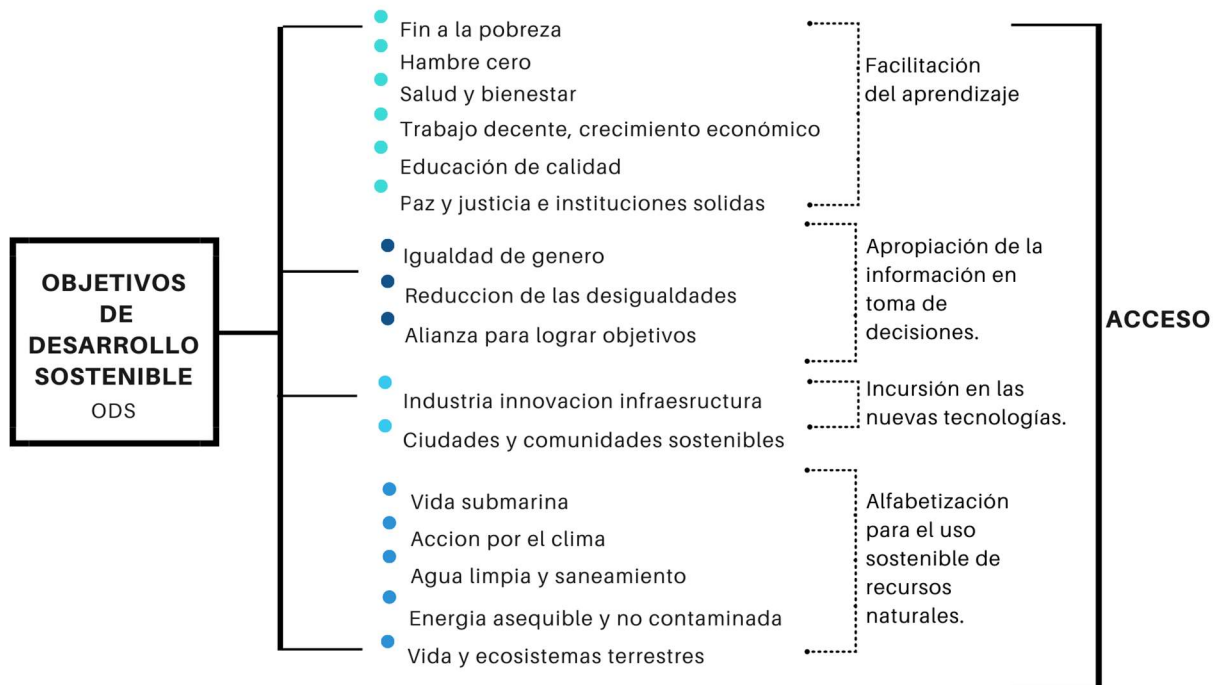 OBJETIVOS
DE
DESARROLLO
SOSTENIBLE
ODS
Fin a la pobreza
Hambre cero
Salud y bienestar
Trabajo decente, crecimiento económico
Educación de calidad
Paz y justicia e instituciones solidas
Facilitación
del aprendizaje
Igualdad de genero
Reduccion de las desigualdades
Alianza para lograr objetivos
Apropiación de la
información en
toma de
decisiones.
Industria innovacion infraesructura
Ciudades y comunidades sostenibles
Incursión en las
nuevas tecnologías.
Vida submarina
Accion por el clima
Agua limpia y saneamiento
Energia asequible y no contaminada
Vida y ecosistemas terrestres
Alfabetización
para el uso
sostenible de
recursos
naturales.
ACCESO